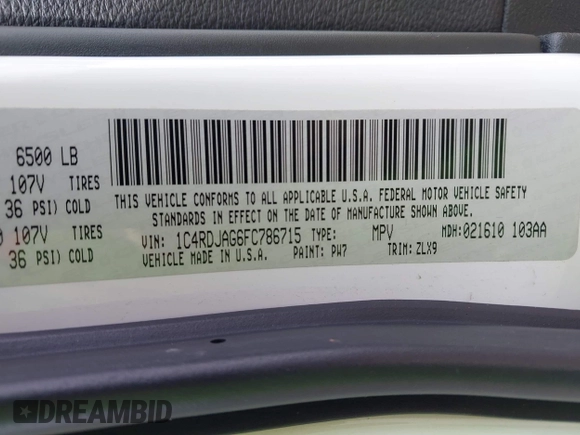 6500 LB
107V TIRES
36 PSI) COLD
107V TIRES
36 PSI) COLD
THIS VEHICLE CONFORMS TO ALL APPLICABLE U.S.A. FEDERAL MOTOR VEHICLE SAFETY
STANDARDS IN EFFECT ON THE DATE OF MANUFACTURE SHOWN ABOVE.
VIN: 1C4RDJAG6FC786715 TYPE: MPV MDH: 021610 103AA
VEHICLE MADE IN U.S.A. PAINT: PW7 TRIM: ZLX9
DREAMBID